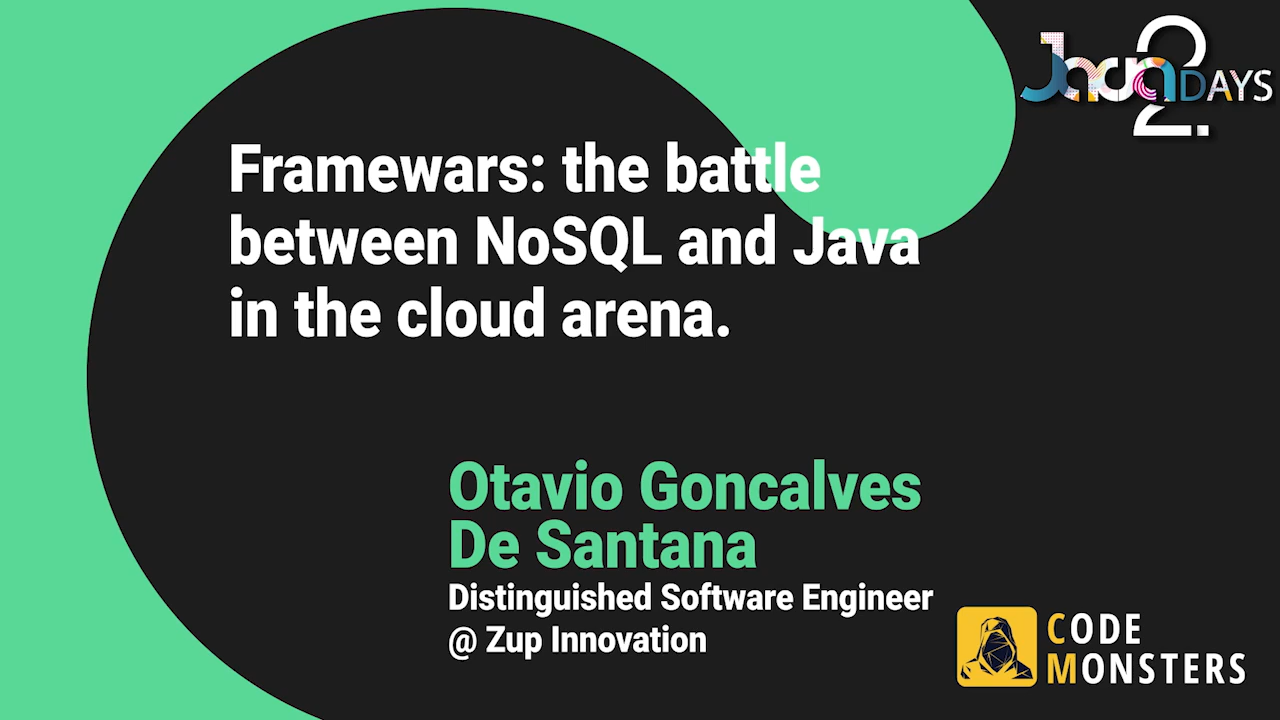 Java2DAYS
Framewars: the battle
between NoSQL and Java
in the cloud arena.
Otavio Goncalves
De Santana
Distinguished Software Engineer
@ Zup Innovation
CODE
MONSTERS